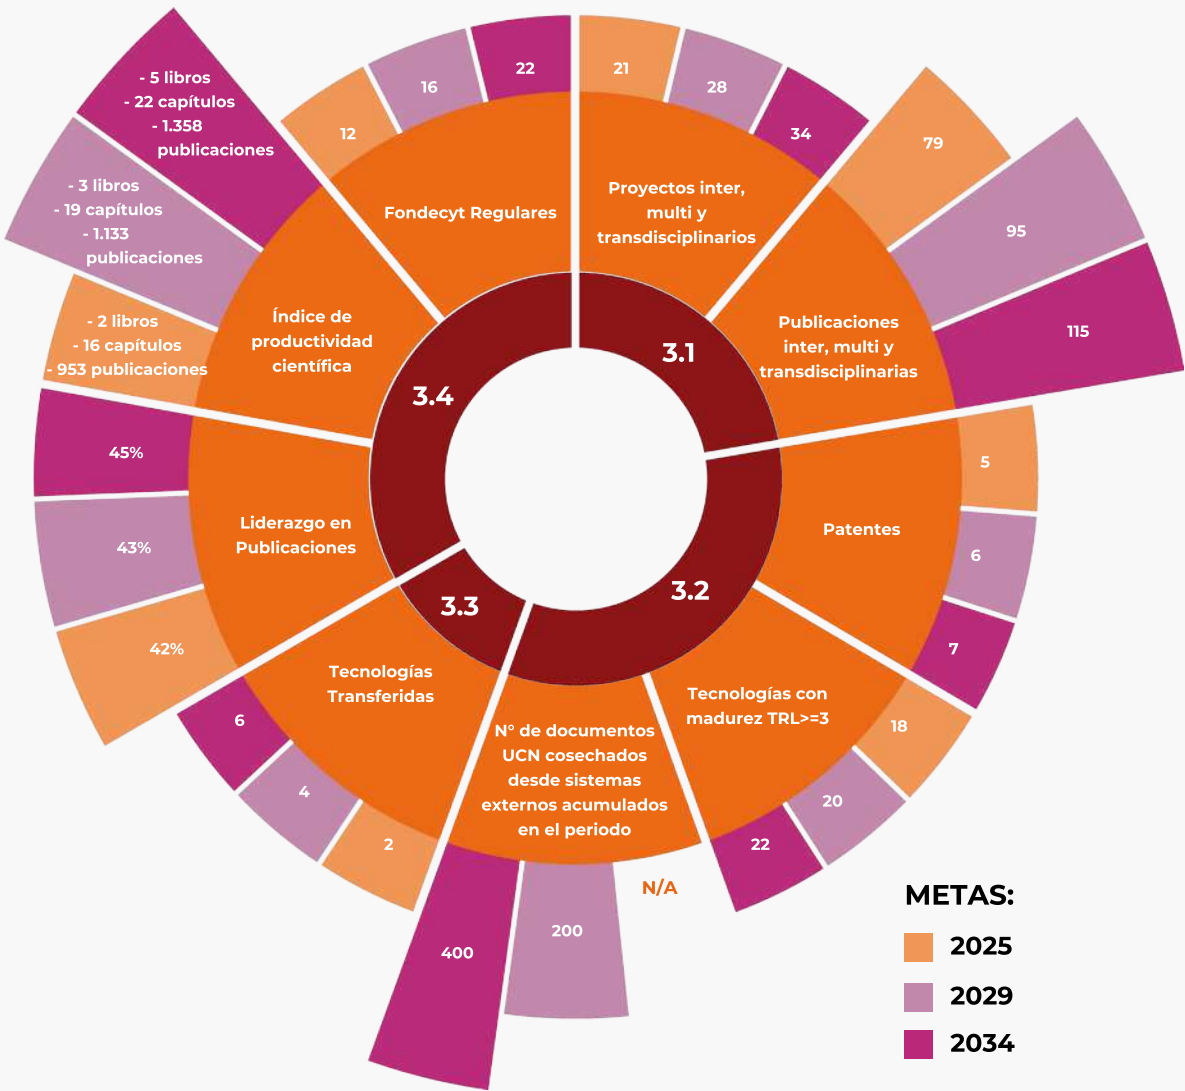 21
28
34
Proyectos inter,
multi y
transdisciplinarios
79
95
115
Publicaciones
inter, multi y
transdisciplinarias
3.1
5
6
7
Patentes
18
20
22
Tecnologías con
madurez TRL>=3
3.2
N/A
200
400
N° de documentos
UCN cosechados
desde sistemas
externos acumulados
en el periodo
2
4
6
Tecnologías
Transferidas
3.3
42%
43%
45%
Liderazgo en
Publicaciones
- 2 libros
- 16 capítulos
- 953 publicaciones
- 3 libros
- 19 capítulos
- 1.133
publicaciones
- 5 libros
- 22 capítulos
- 1.358
publicaciones
Índice de
productividad
científica
3.4
12
16
22
Fondecyt Regulares
METAS:
2025
2029
2034